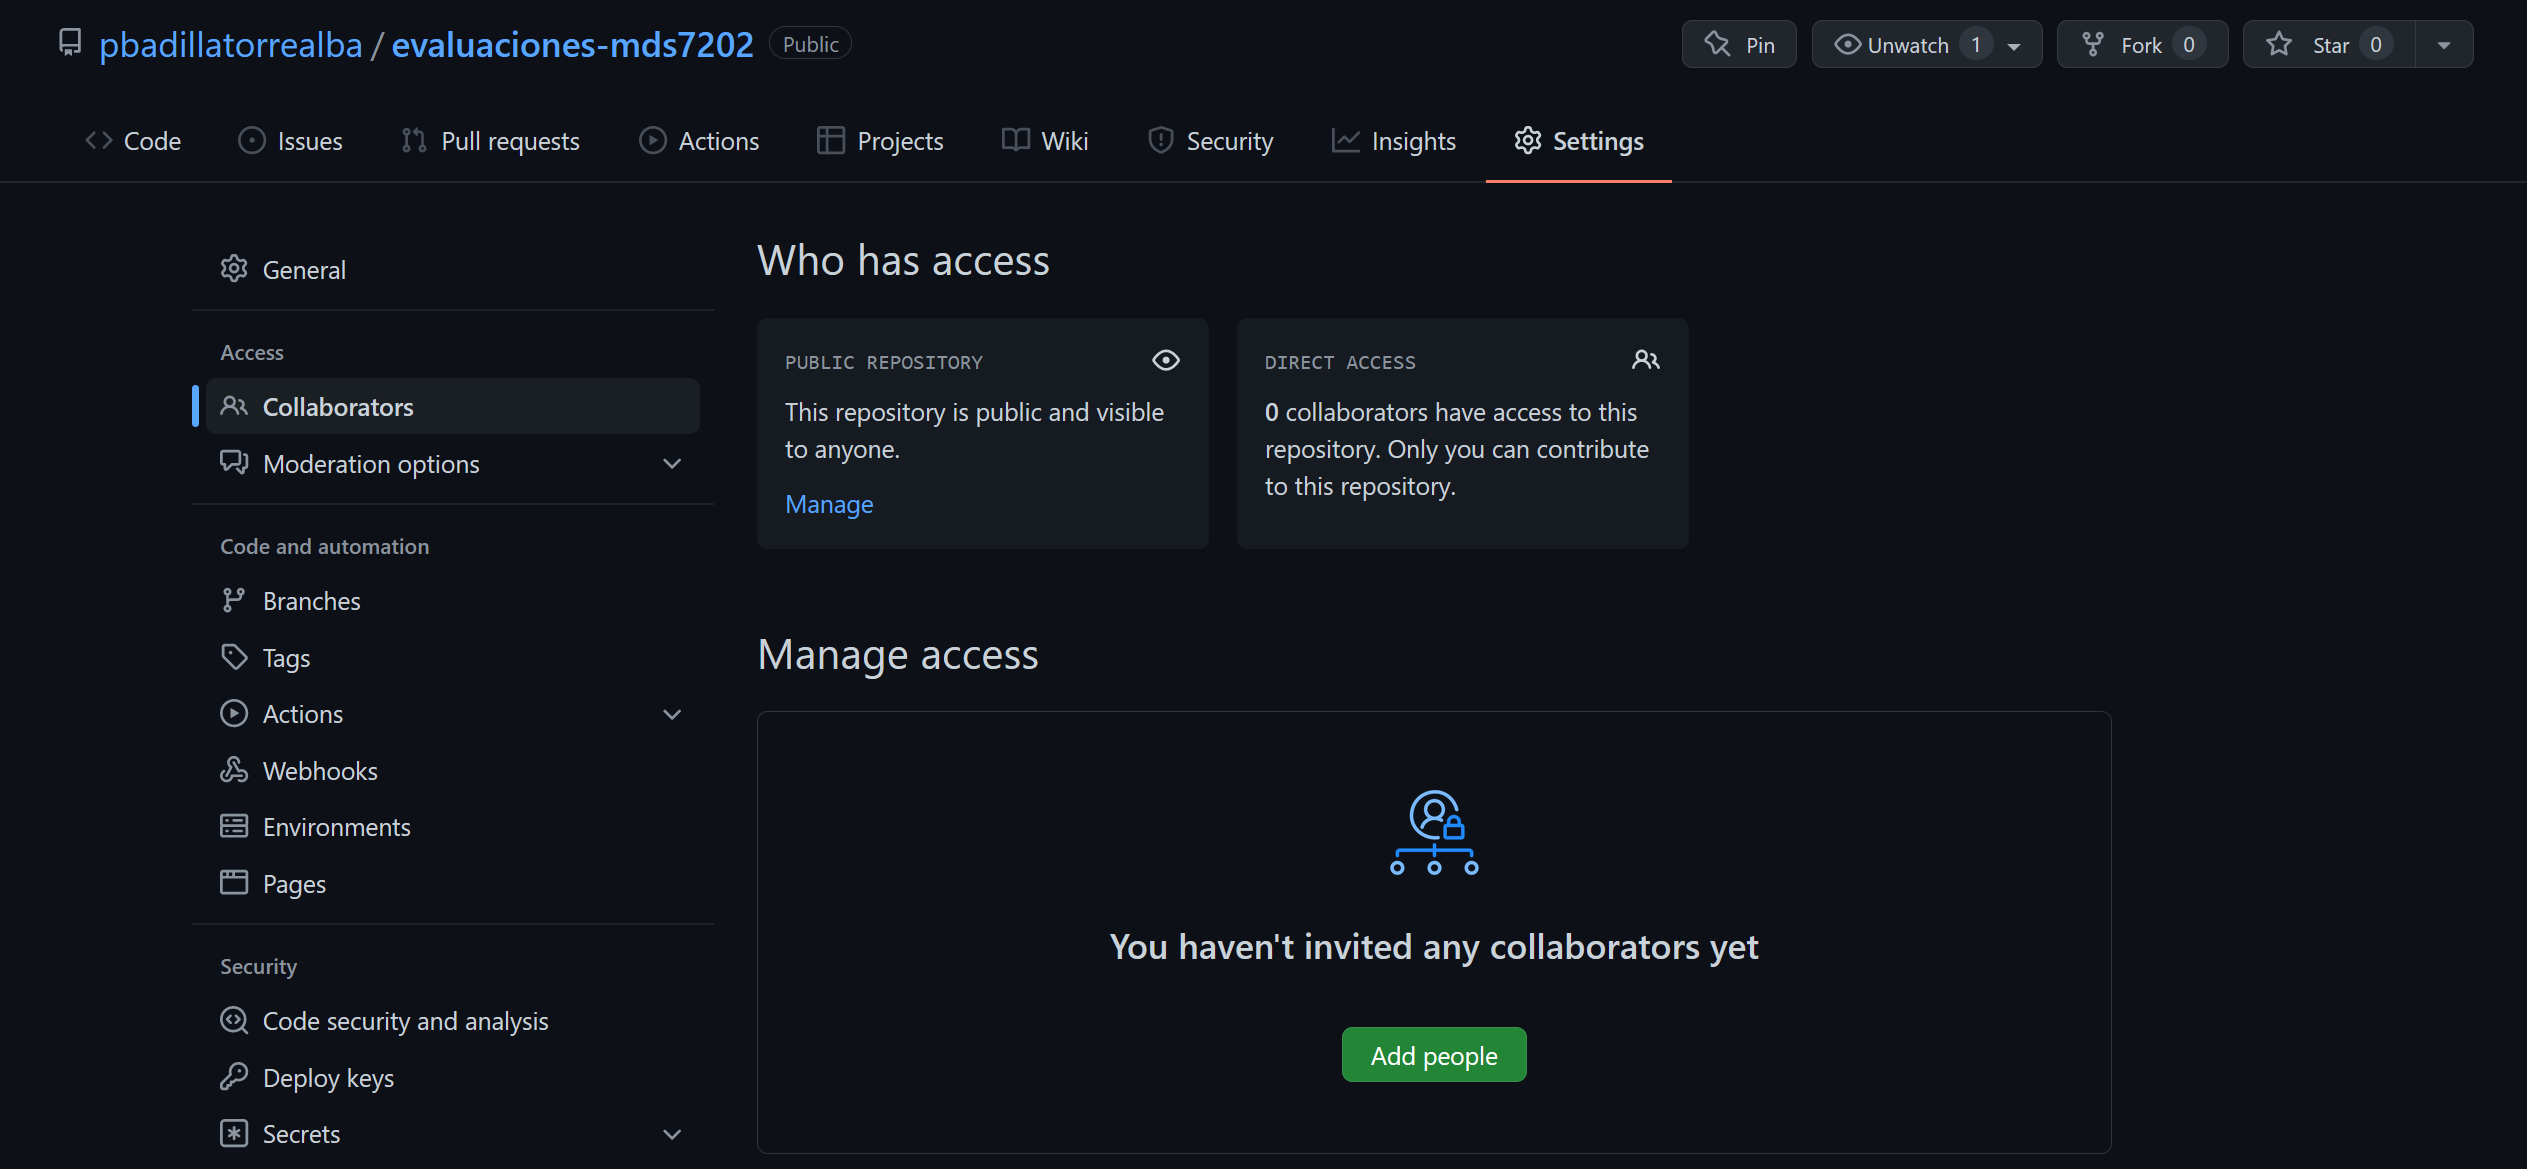 pbadillatorrealba / evaluaciones-mds7202 Public
Pin
Unwatch 1
Fork 0
Star 0
Code
Issues
Pull requests
Actions
Projects
Wiki
Security
Insights
Settings
General
Access
Collaborators
Moderation options
Code and automation
Branches
Tags
Actions
Webhooks
Environments
Pages
Security
Code security and analysis
Deploy keys
Secrets
Who has access
PUBLIC REPOSITORY
This repository is public and visible
to anyone.
Manage
DIRECT ACCESS
0 collaborators have access to this
repository. Only you can contribute
to this repository.
Manage access
You haven't invited any collaborators yet
Add people